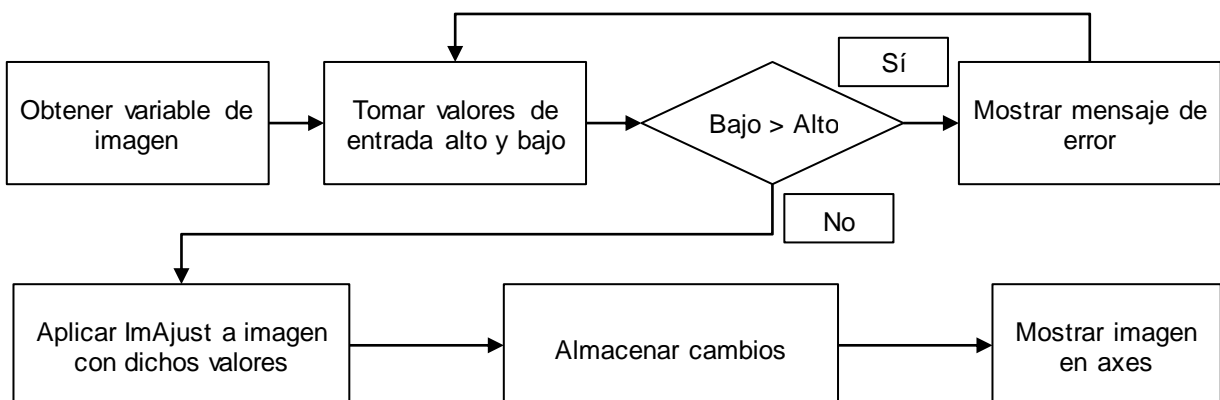 Obtener variable de
imagen
Tomar valores de
entrada alto y bajo
Bajo > Alto
Sí
Mostrar mensaje de
error
No
Aplicar ImAjust a imagen
con dichos valores
Almacenar cambios
Mostrar imagen
en axes